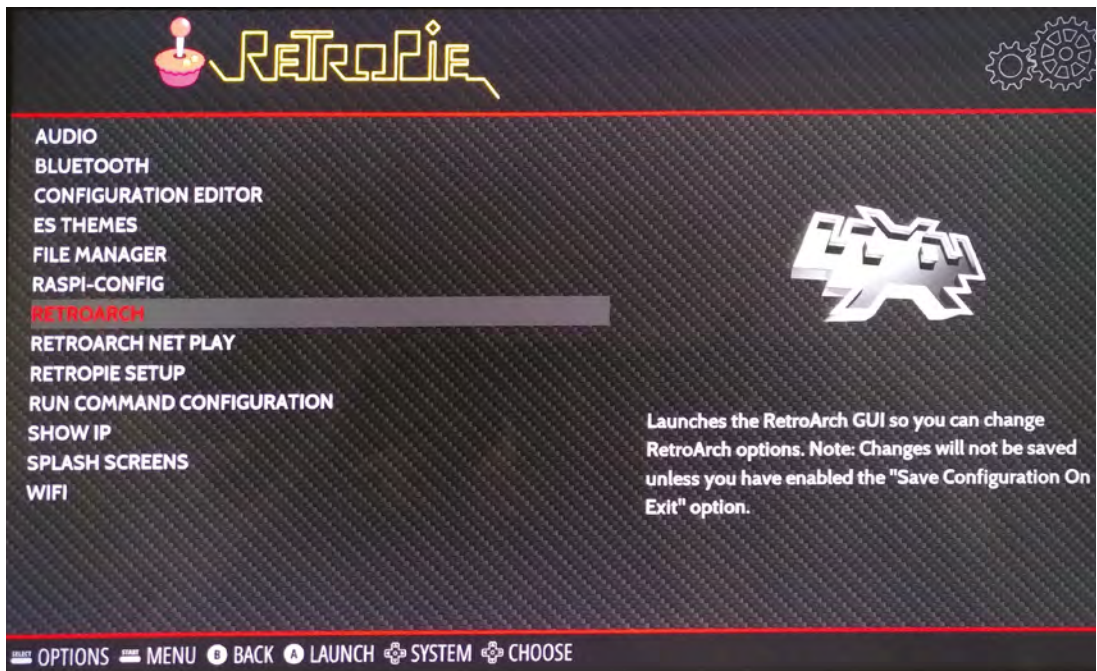 RETROPIE
AUDIO
BLUETOOTH
CONFIGURATION EDITOR
ES THEMES
FILE MANAGER
RASPI-CONFIG
RETROARCH
RETROARCH NET PLAY
RETROPIE SETUP
RUN COMMAND CONFIGURATION
SHOW IP
SPLASH SCREENS
WIFI
Launches the RetroArch GUI so you can change
RetroArch options. Note: Changes will not be saved
unless you have enabled the "Save Configuration On
Exit" option.
SELECT OPTIONS START MENU B BACK A LAUNCH SYSTEM CHOOSE